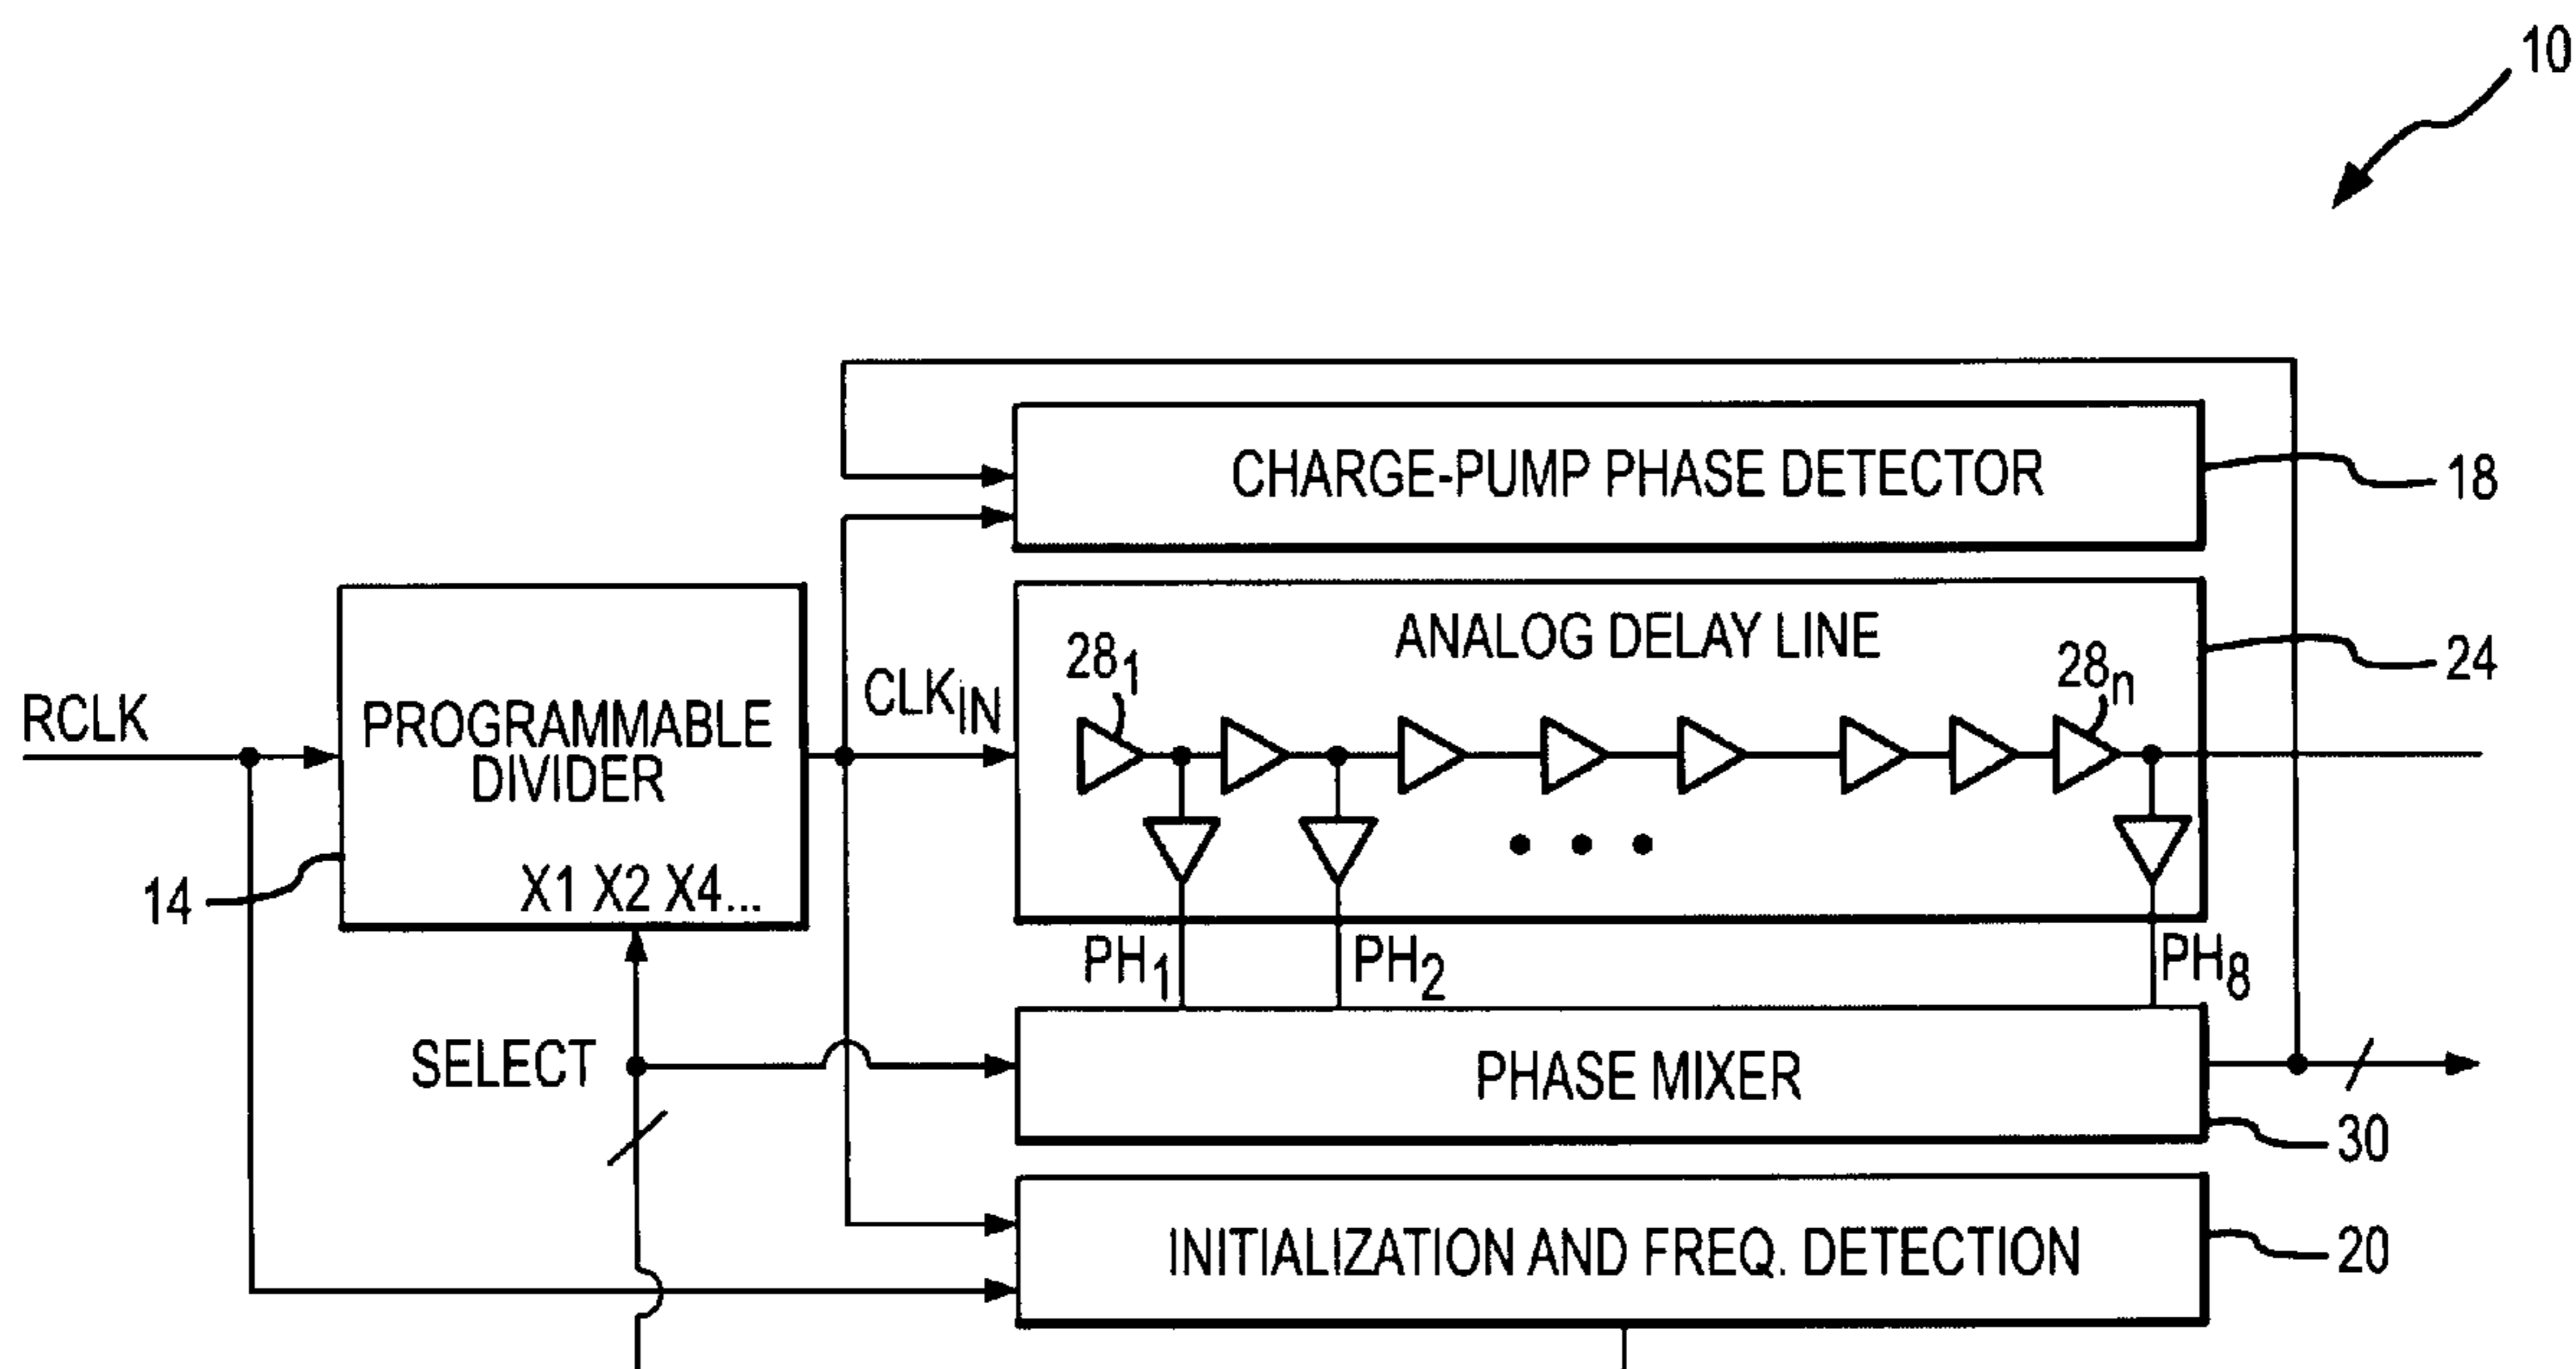 10
CHARGE-PUMP PHASE DETECTOR
18
ANALOG DELAY LINE
28₁
28ₙ
24
RCLK
PROGRAMMABLE
DIVIDER
X1 X2 X4...
14
CLK_IN
PH₁
PH₂
PH₈
SELECT
PHASE MIXER
30
INITIALIZATION AND FREQ. DETECTION
20